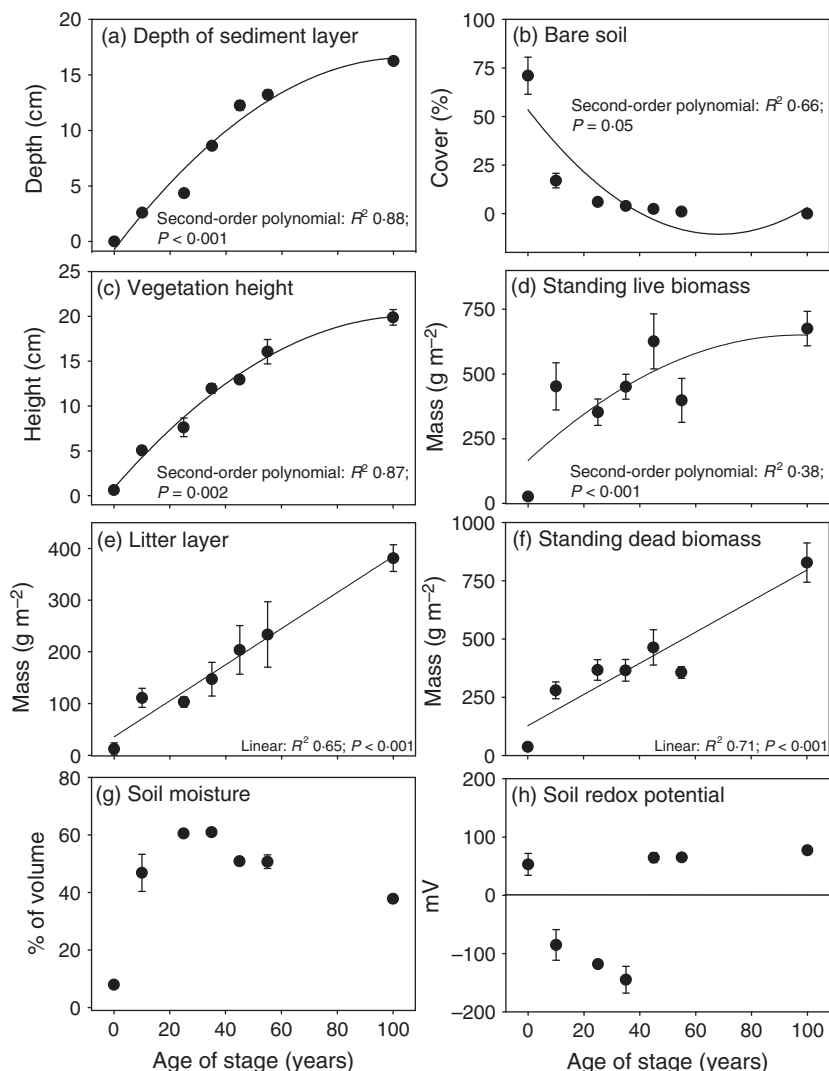 (a) Depth of sediment layer
Depth (cm)
20
15
10
5
0
Second-order polynomial: R² 0·88;
P < 0·001
(b) Bare soil
Cover (%)
100
75
50
25
0
Second-order polynomial: R² 0·66;
P = 0·05
(c) Vegetation height
Height (cm)
25
20
15
10
5
0
Second-order polynomial: R² 0·87;
P = 0·002
(d) Standing live biomass
Mass (g m⁻²)
750
500
250
0
Second-order polynomial: R² 0·38;
P < 0·001
(e) Litter layer
Mass (g m⁻²)
400
300
200
100
0
Linear: R² 0·65; P < 0·001
(f) Standing dead biomass
Mass (g m⁻²)
1000
750
500
250
0
Linear: R² 0·71; P < 0·001
(g) Soil moisture
% of volume
80
60
40
20
0
0 20 40 60 80 100
Age of stage (years)
(h) Soil redox potential
mV
200
100
0
−100
−200
0 20 40 60 80 100
Age of stage (years)